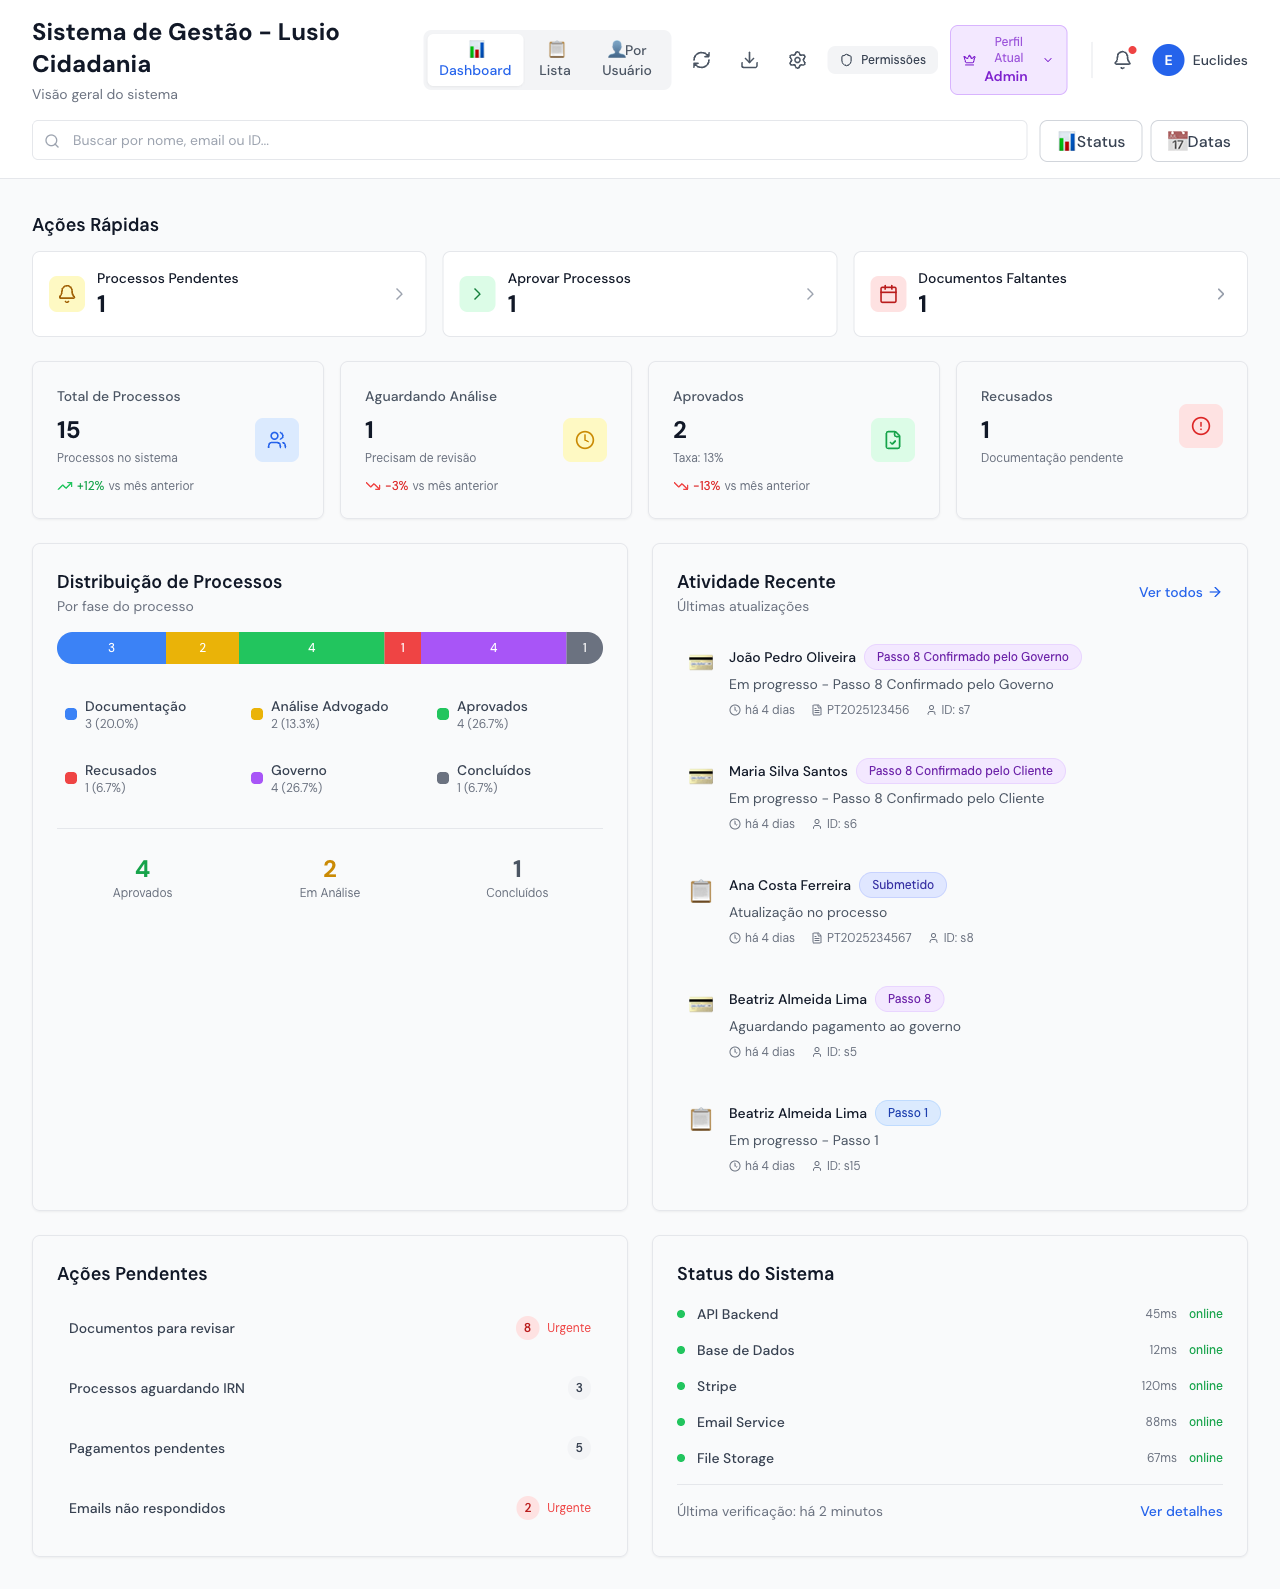 Sistema de Gestão - Lusio
Cidadania
Visão geral do sistema
Dashboard
Lista
Por
Usuário
Permissões
Perfil
Atual
Admin
E
Euclides
Buscar por nome, email ou ID...
Status
Datas
Ações Rápidas
Processos Pendentes
1
Aprovar Processos
1
Documentos Faltantes
1
Total de Processos
15
Processos no sistema
+12% vs mês anterior
Aguardando Análise
1
Precisam de revisão
-3% vs mês anterior
Aprovados
2
Taxa: 13%
-13% vs mês anterior
Recusados
1
Documentação pendente
Distribuição de Processos
Por fase do processo
3 2 4 1 4 1
Documentação
3 (20.0%)
Análise Advogado
2 (13.3%)
Aprovados
4 (26.7%)
Recusados
1 (6.7%)
Governo
4 (26.7%)
Concluídos
1 (6.7%)
4
Aprovados
2
Em Análise
1
Concluídos
Atividade Recente
Últimas atualizações
Ver todos
João Pedro Oliveira Passo 8 Confirmado pelo Governo
Em progresso - Passo 8 Confirmado pelo Governo
há 4 dias PT2025123456 ID: s7
Maria Silva Santos Passo 8 Confirmado pelo Cliente
Em progresso - Passo 8 Confirmado pelo Cliente
há 4 dias ID: s6
Ana Costa Ferreira Submetido
Atualização no processo
há 4 dias PT2025234567 ID: s8
Beatriz Almeida Lima Passo 8
Aguardando pagamento ao governo
há 4 dias ID: s5
Beatriz Almeida Lima Passo 1
Em progresso - Passo 1
há 4 dias ID: s15
Ações Pendentes
Documentos para revisar 8 Urgente
Processos aguardando IRN 3
Pagamentos pendentes 5
Emails não respondidos 2 Urgente
Status do Sistema
API Backend 45ms online
Base de Dados 12ms online
Stripe 120ms online
Email Service 88ms online
File Storage 67ms online
Última verificação: há 2 minutos Ver detalhes